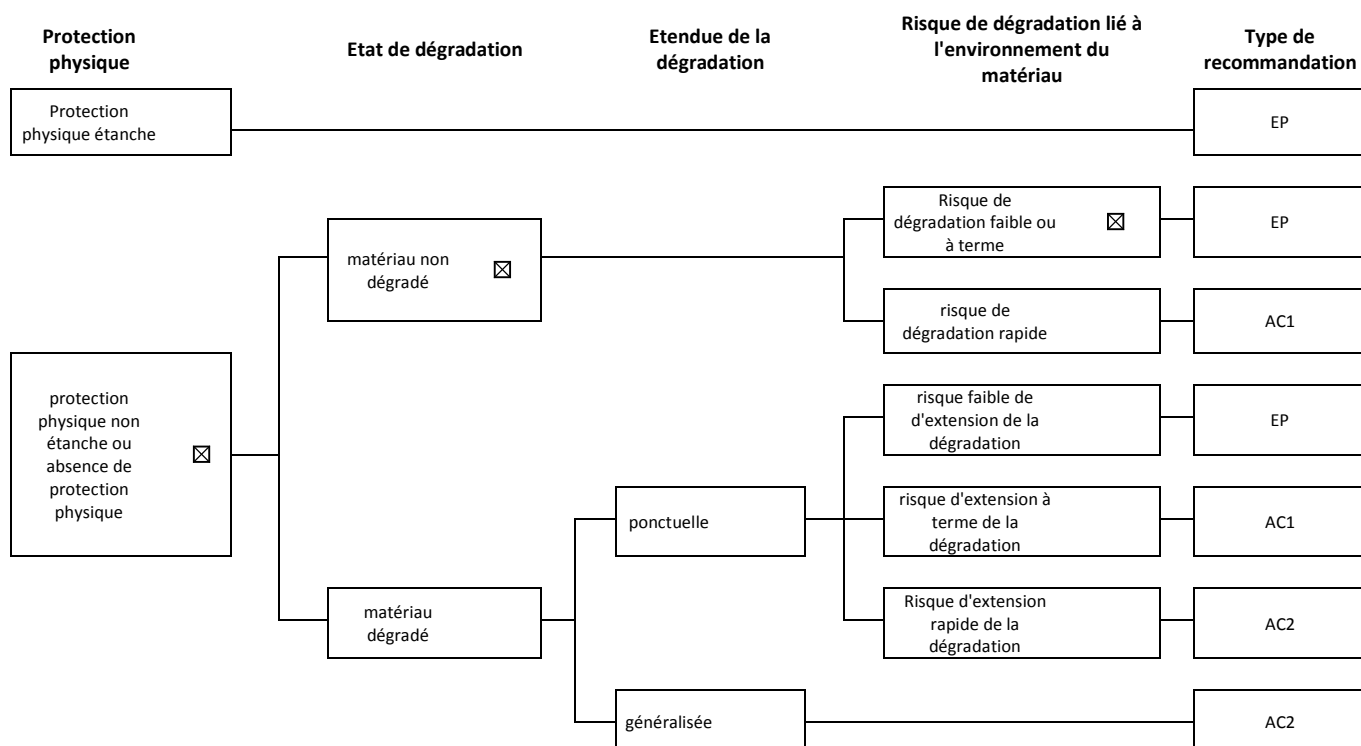 Protection
physique
Etat de dégradation
Etendue de la
dégradation
Risque de dégradation lié à
l'environnement du
matériau
Type de
recommandation
Protection
physique étanche
EP
protection
physique non
étanche ou
absence de
protection
physique
☒
matériau non
dégradé
☒
Risque de
dégradation faible ou
à terme
☒
EP
risque de
dégradation rapide
AC1
matériau
dégradé
ponctuelle
risque faible de
d'extension de la
dégradation
EP
risque d'extension à
terme de la
dégradation
AC1
Risque d'extension
rapide de la
dégradation
AC2
généralisée
AC2